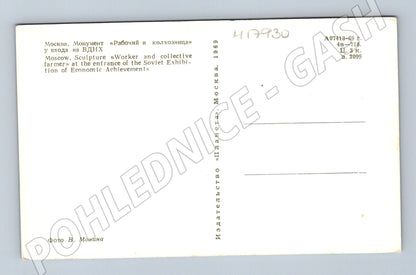 Москва. Монумент «Рабочий и колхозница»
у входа на ВДНХ
Moscow. Sculpture «Worker and collective
farmer» at the entrance of the Soviet Exhibi-
tion of Economic Achievement»
Фото В. Монина
Издательство «Планета» Москва, 1969
H17930
POHLEDNICE - GASH